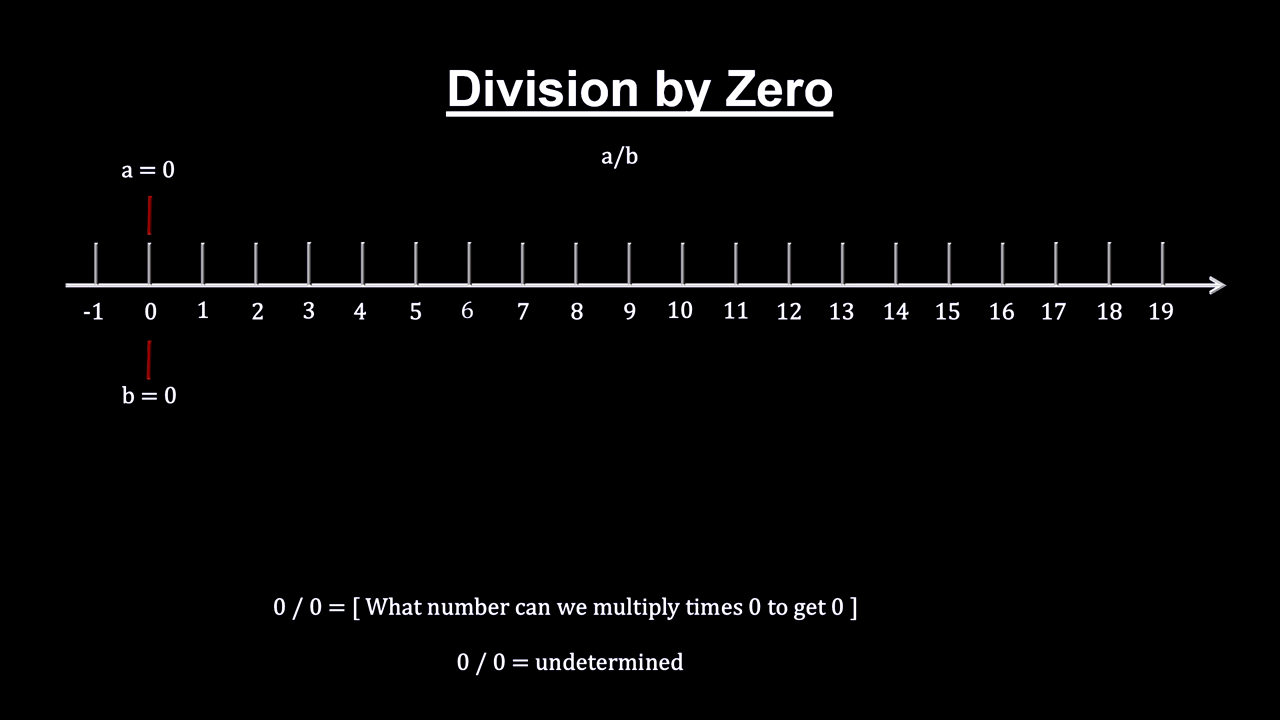 Division by Zero
a/b
a = 0
-1 0 1 2 3 4 5 6 7 8 9 10 11 12 13 14 15 16 17 18 19
b = 0
0 / 0 = [ What number can we multiply times 0 to get 0 ]
0 / 0 = undetermined